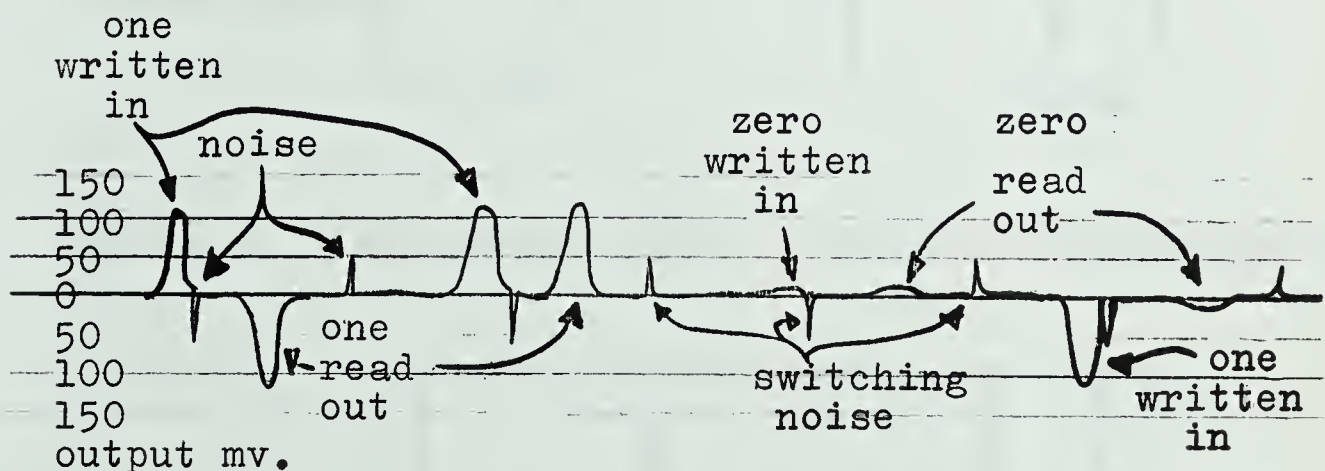 one
written
in
noise
150
100
50
0
50
100
150
output mv.
one
read
out
zero
written
in
zero
read
out
switching
noise
one
written
in